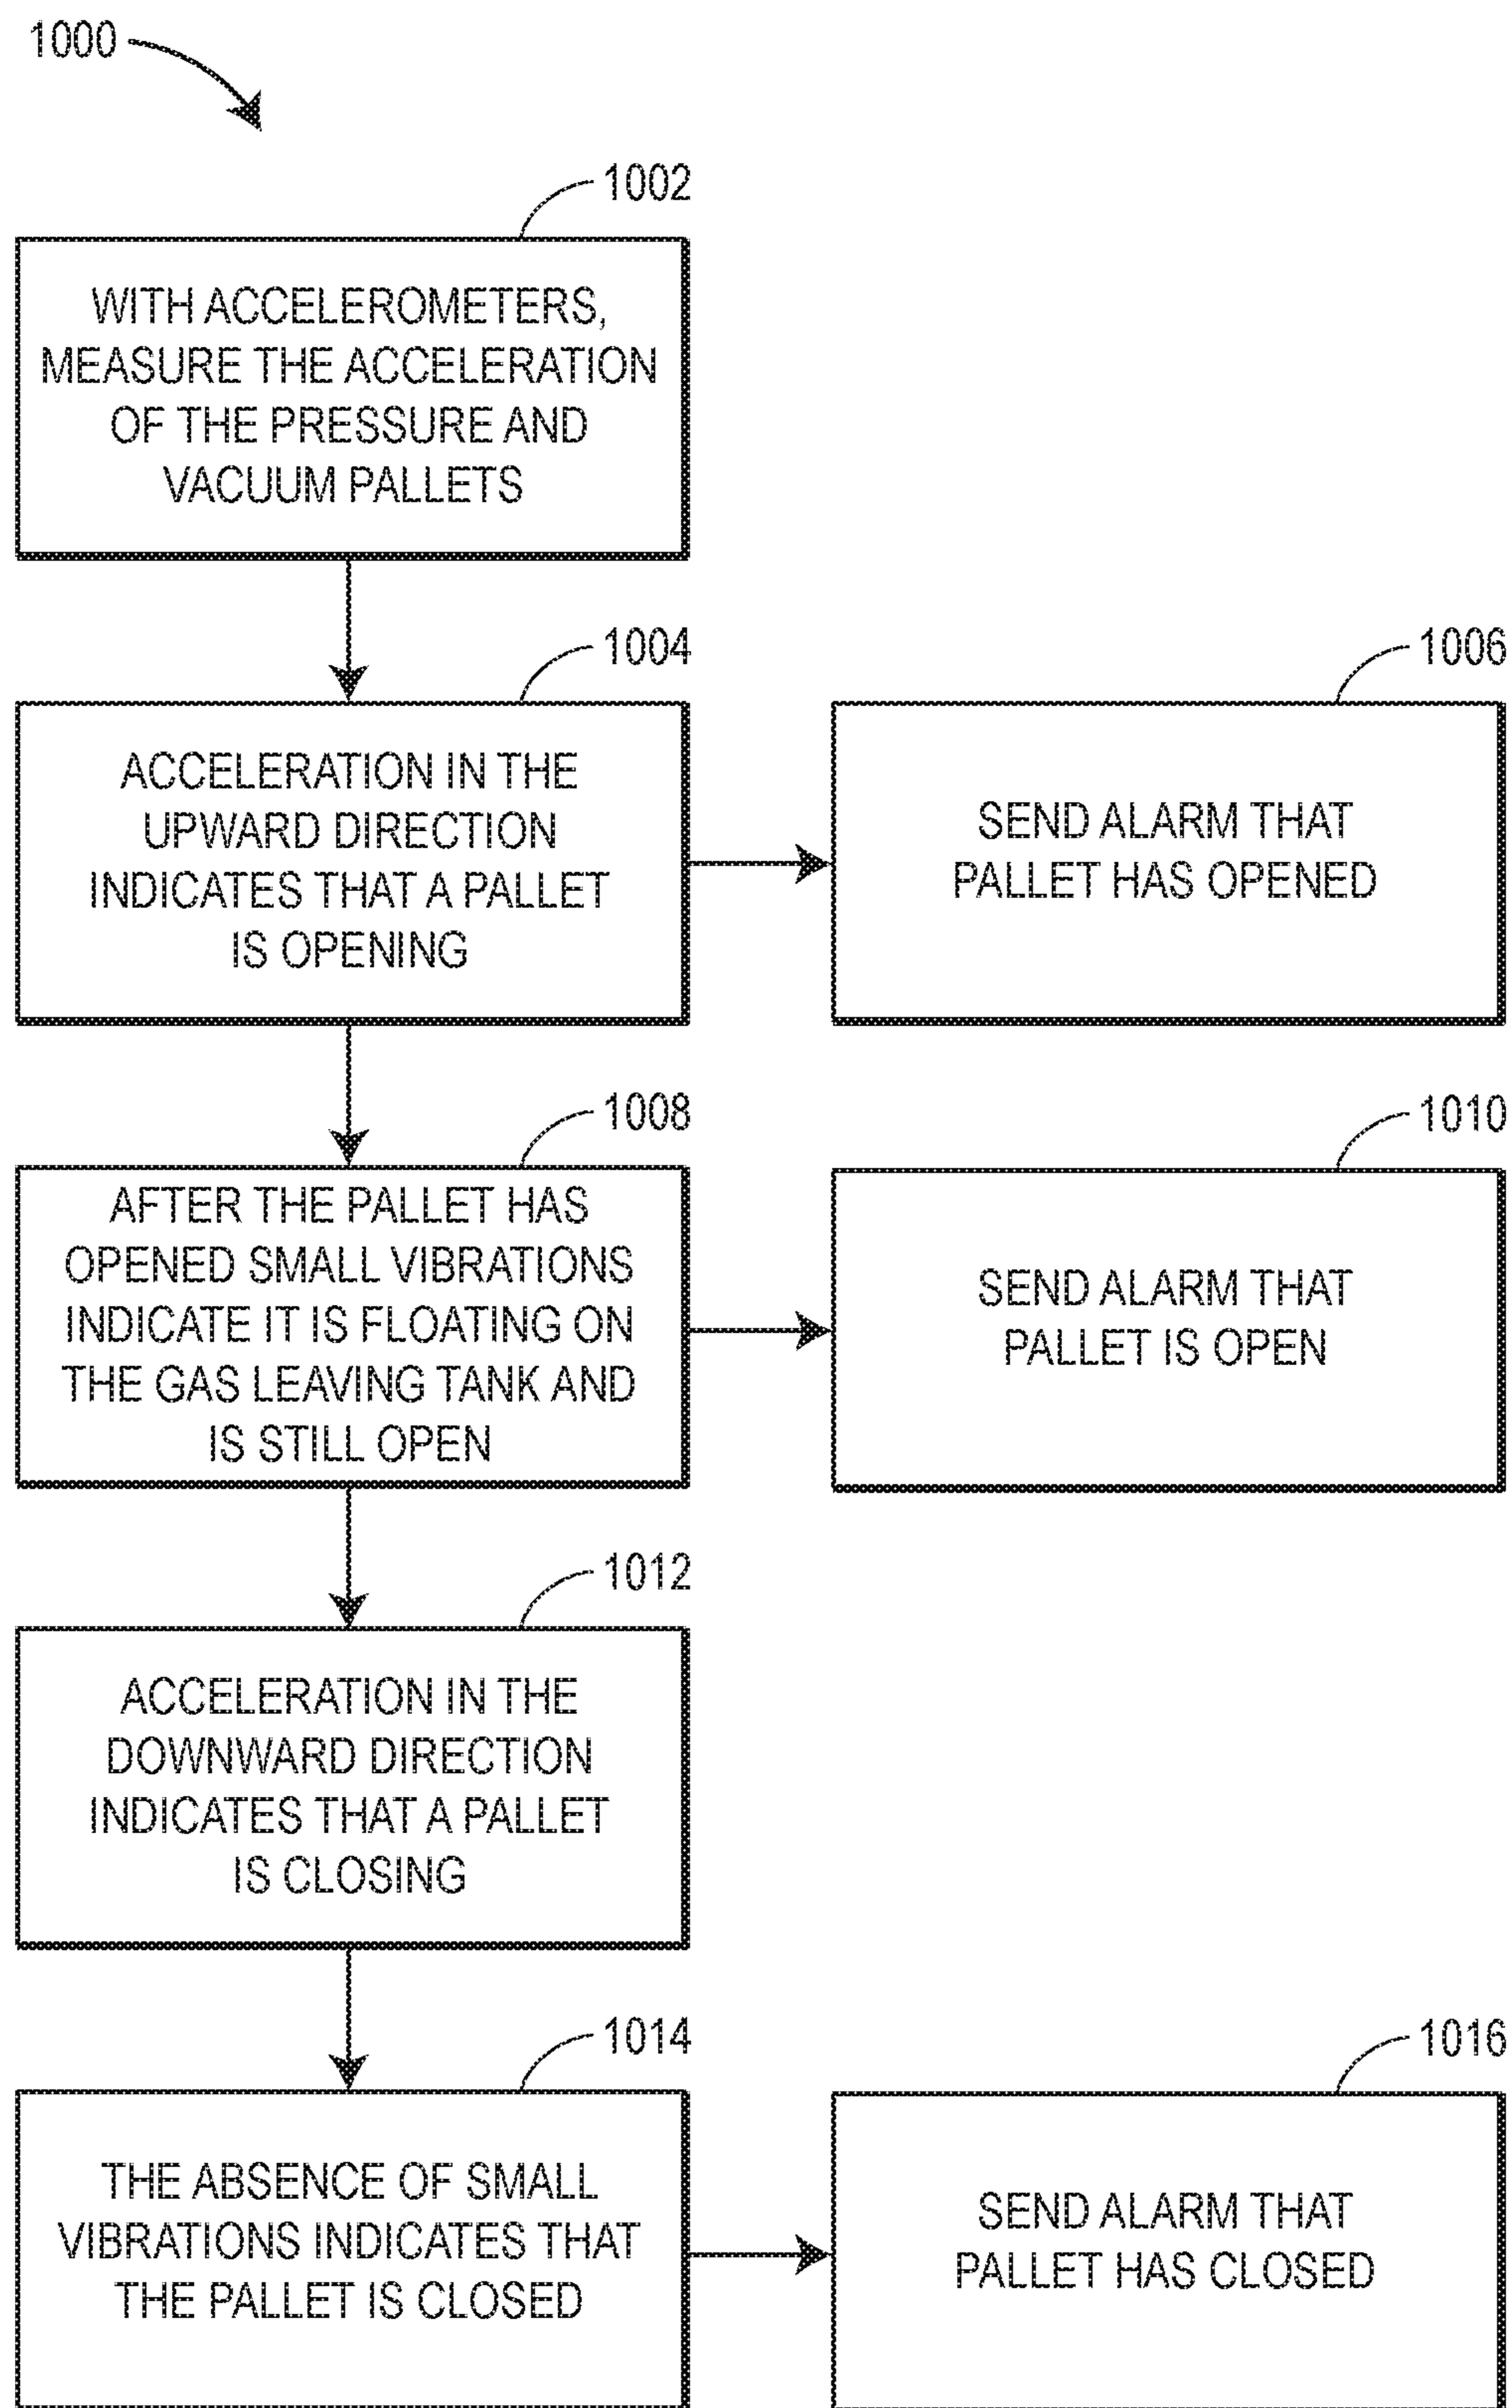 1000
1002
WITH ACCELEROMETERS,
MEASURE THE ACCELERATION
OF THE PRESSURE AND
VACUUM PALLETS
1004
ACCELERATION IN THE
UPWARD DIRECTION
INDICATES THAT A PALLET
IS OPENING
1006
SEND ALARM THAT
PALLET HAS OPENED
1008
AFTER THE PALLET HAS
OPENED SMALL VIBRATIONS
INDICATE IT IS FLOATING ON
THE GAS LEAVING TANK AND
IS STILL OPEN
1010
SEND ALARM THAT
PALLET IS OPEN
1012
ACCELERATION IN THE
DOWNWARD DIRECTION
INDICATES THAT A PALLET
IS CLOSING
1014
THE ABSENCE OF SMALL
VIBRATIONS INDICATES THAT
THE PALLET IS CLOSED
1016
SEND ALARM THAT
PALLET HAS CLOSED